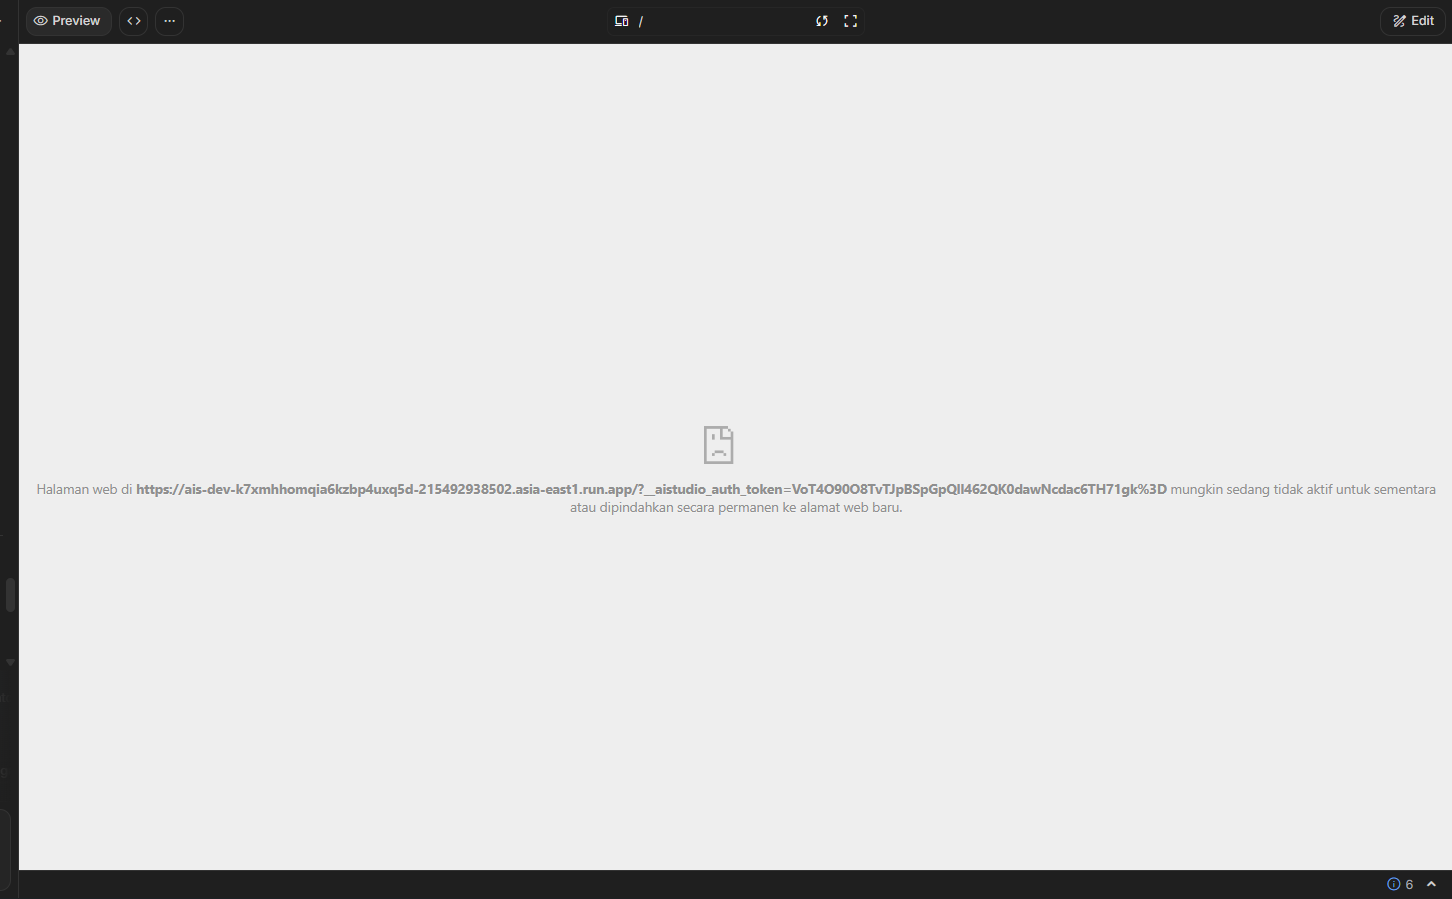 Preview
/
Edit
Halaman web di https://ais-dev-k7xmhhomqia6kzbp4uxq5d-215492938502.asia-east1.run.app/?__aistudio_auth_token=VoT4O90O8TvTJpBSpGpQll462QK0dawNcdac6TH71gk%3D mungkin sedang tidak aktif untuk sementara
atau dipindahkan secara permanen ke alamat web baru.
6